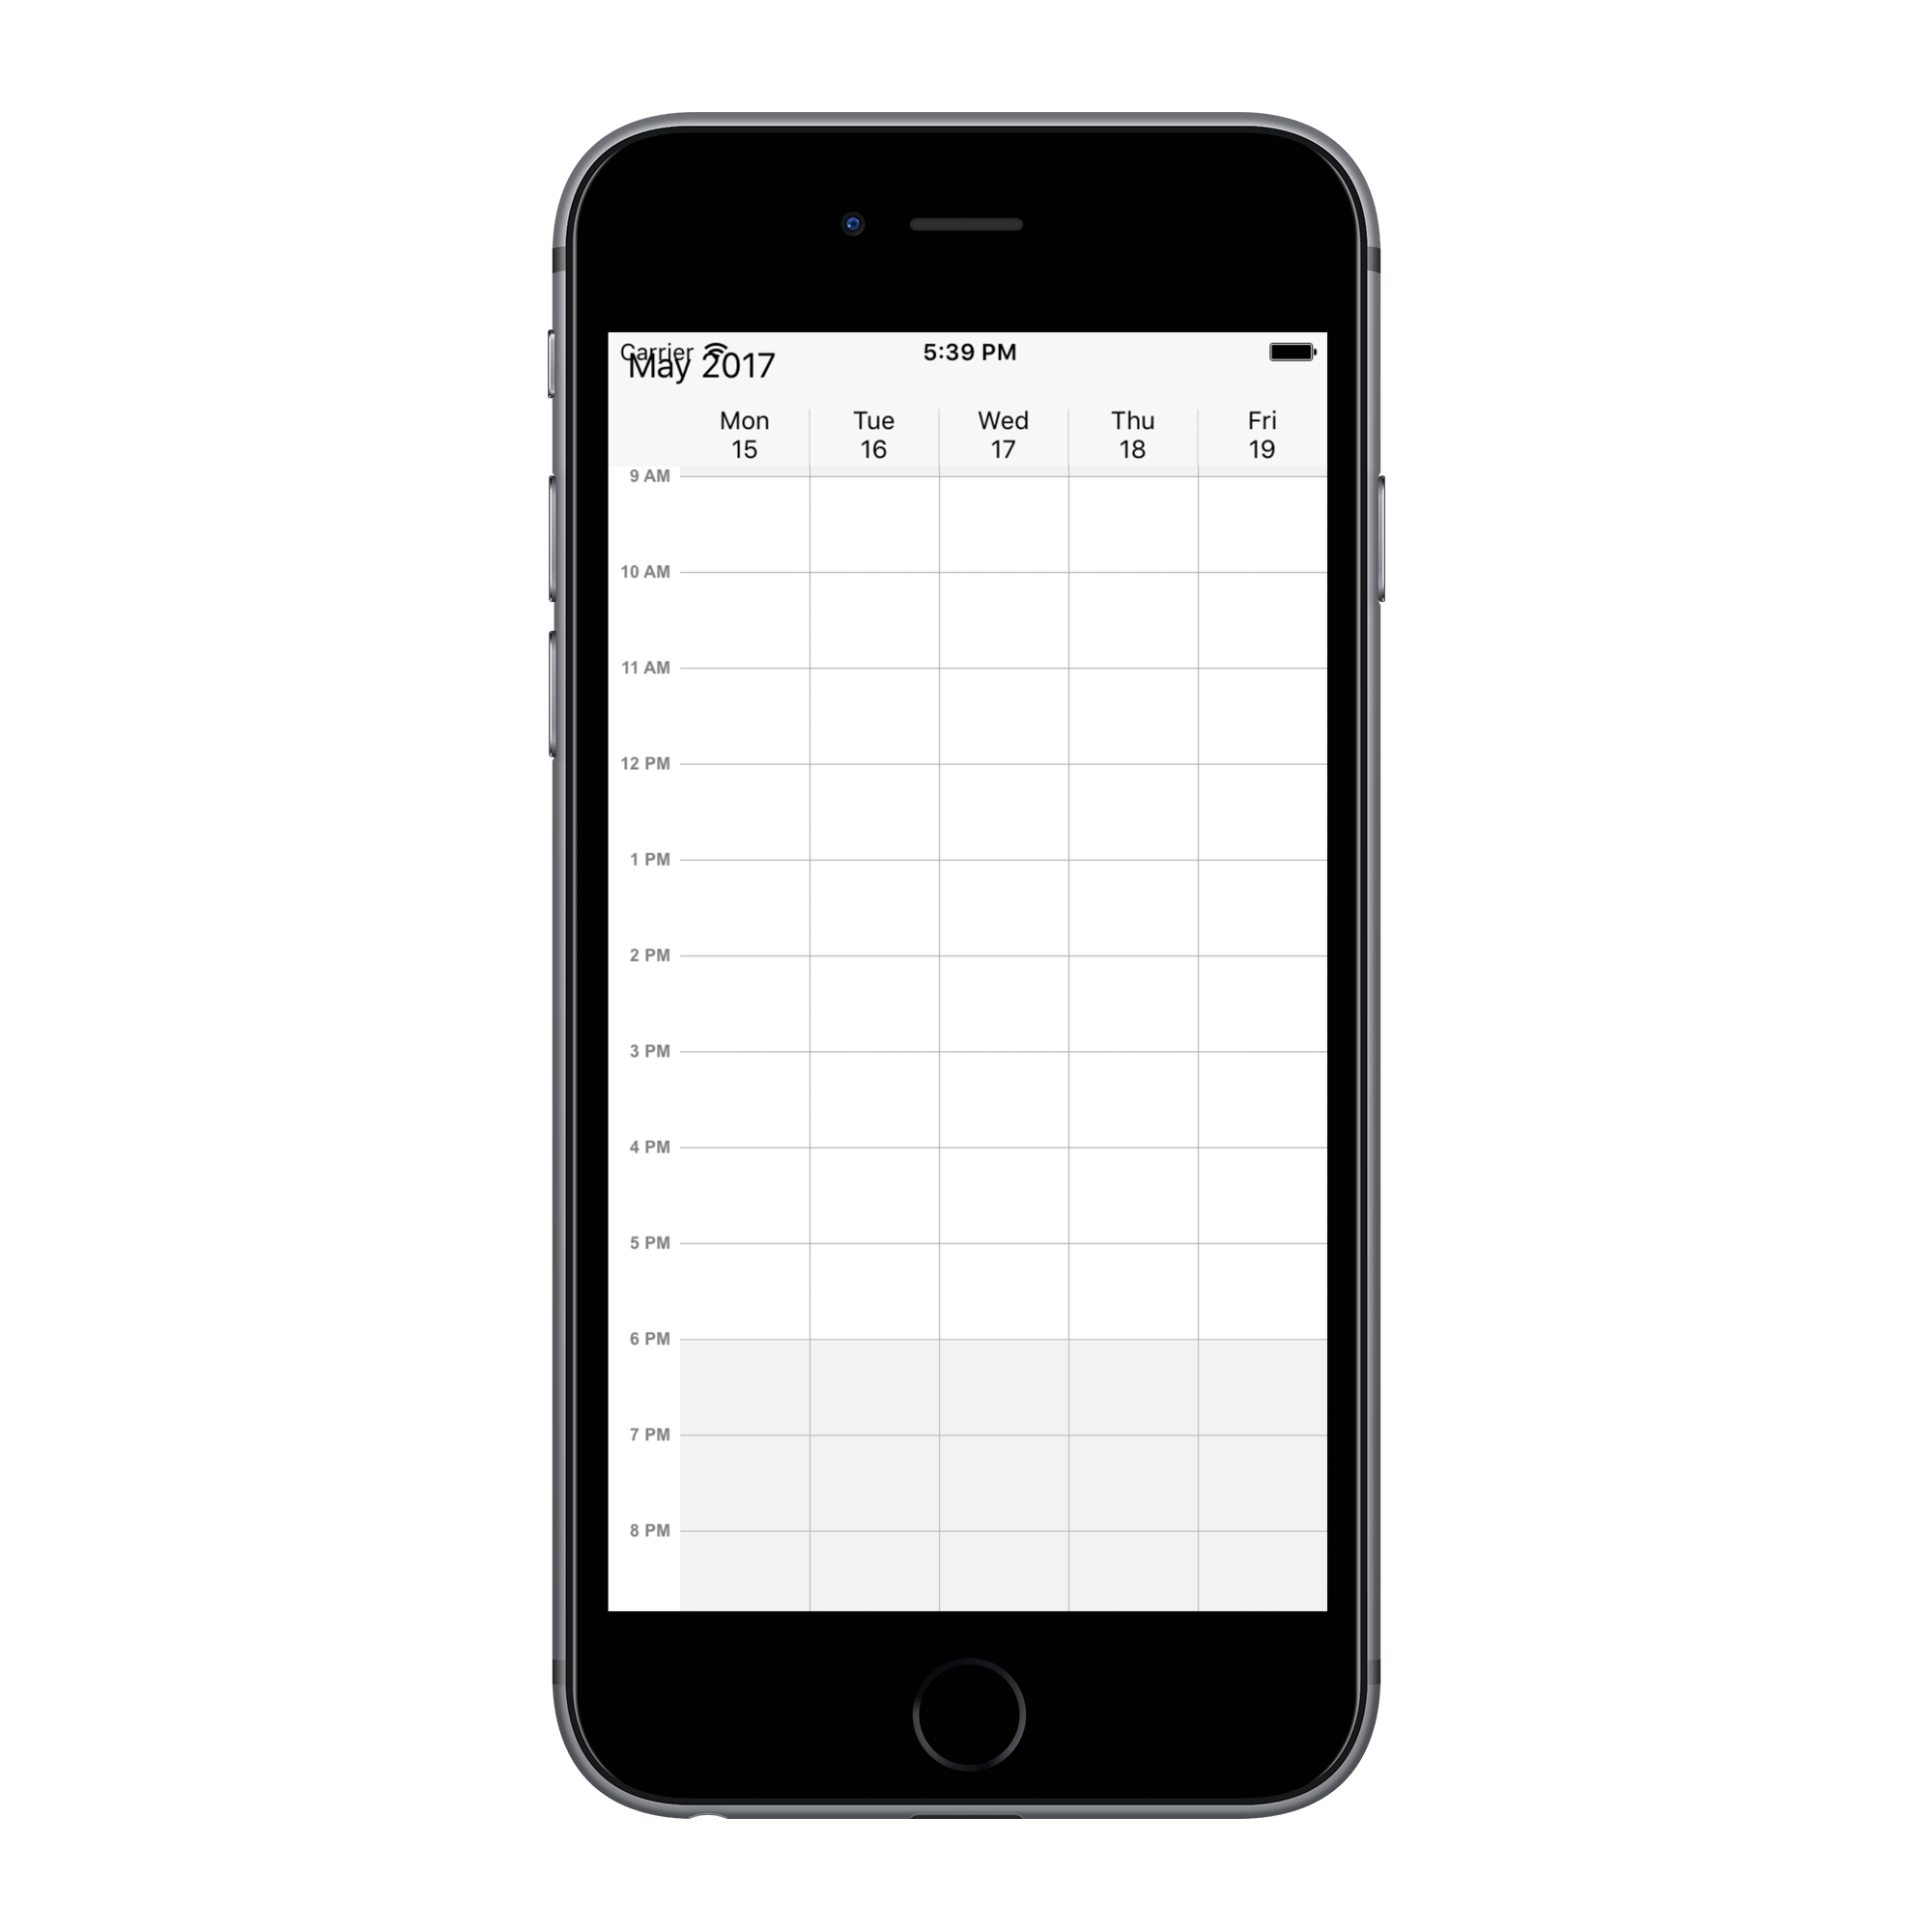 Carrier 5:39 PM
May 2017
Mon Tue Wed Thu Fri
15 16 17 18 19
9 AM
10 AM
11 AM
12 PM
1 PM
2 PM
3 PM
4 PM
5 PM
6 PM
7 PM
8 PM